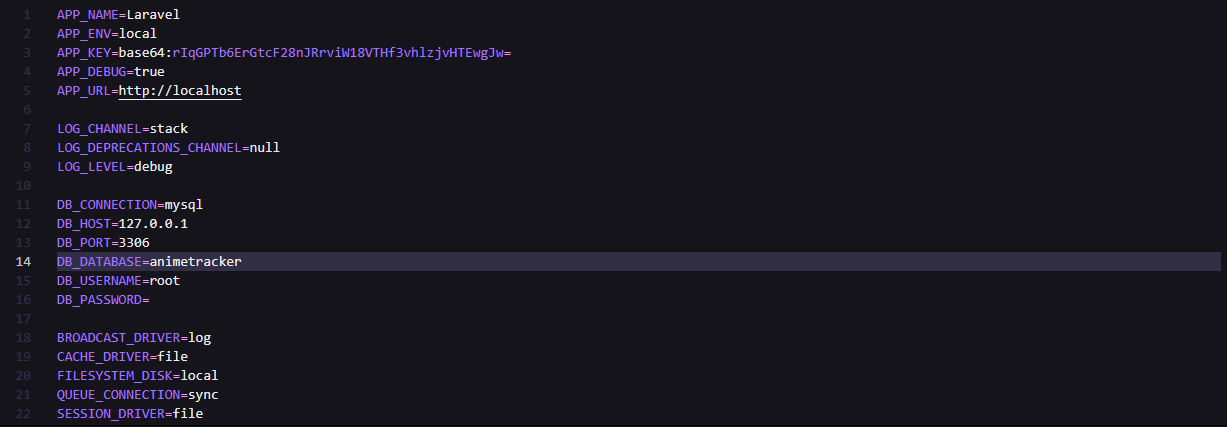 1 APP_NAME=Laravel
2 APP_ENV=local
3 APP_KEY=base64:rIqGPTb6ErGtcF28nJRrviW18VTHf3vhlzjvHTEwgJw=
4 APP_DEBUG=true
5 APP_URL=http://localhost
6
7 LOG_CHANNEL=stack
8 LOG_DEPRECATIONS_CHANNEL=null
9 LOG_LEVEL=debug
10
11 DB_CONNECTION=mysql
12 DB_HOST=127.0.0.1
13 DB_PORT=3306
14 DB_DATABASE=animetracker
15 DB_USERNAME=root
16 DB_PASSWORD=
17
18 BROADCAST_DRIVER=log
19 CACHE_DRIVER=file
20 FILESYSTEM_DISK=local
21 QUEUE_CONNECTION=sync
22 SESSION_DRIVER=file